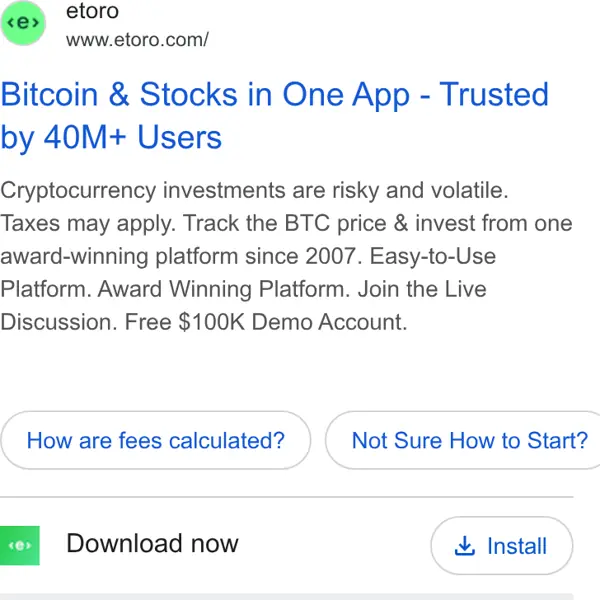 etoro
www.etoro.com/
Bitcoin & Stocks in One App - Trusted
by 40M+ Users
Cryptocurrency investments are risky and volatile.
Taxes may apply. Track the BTC price & invest from one
award-winning platform since 2007. Easy-to-Use
Platform. Award Winning Platform. Join the Live
Discussion. Free $100K Demo Account.
How are fees calculated?
Not Sure How to Start?
Download now
Install